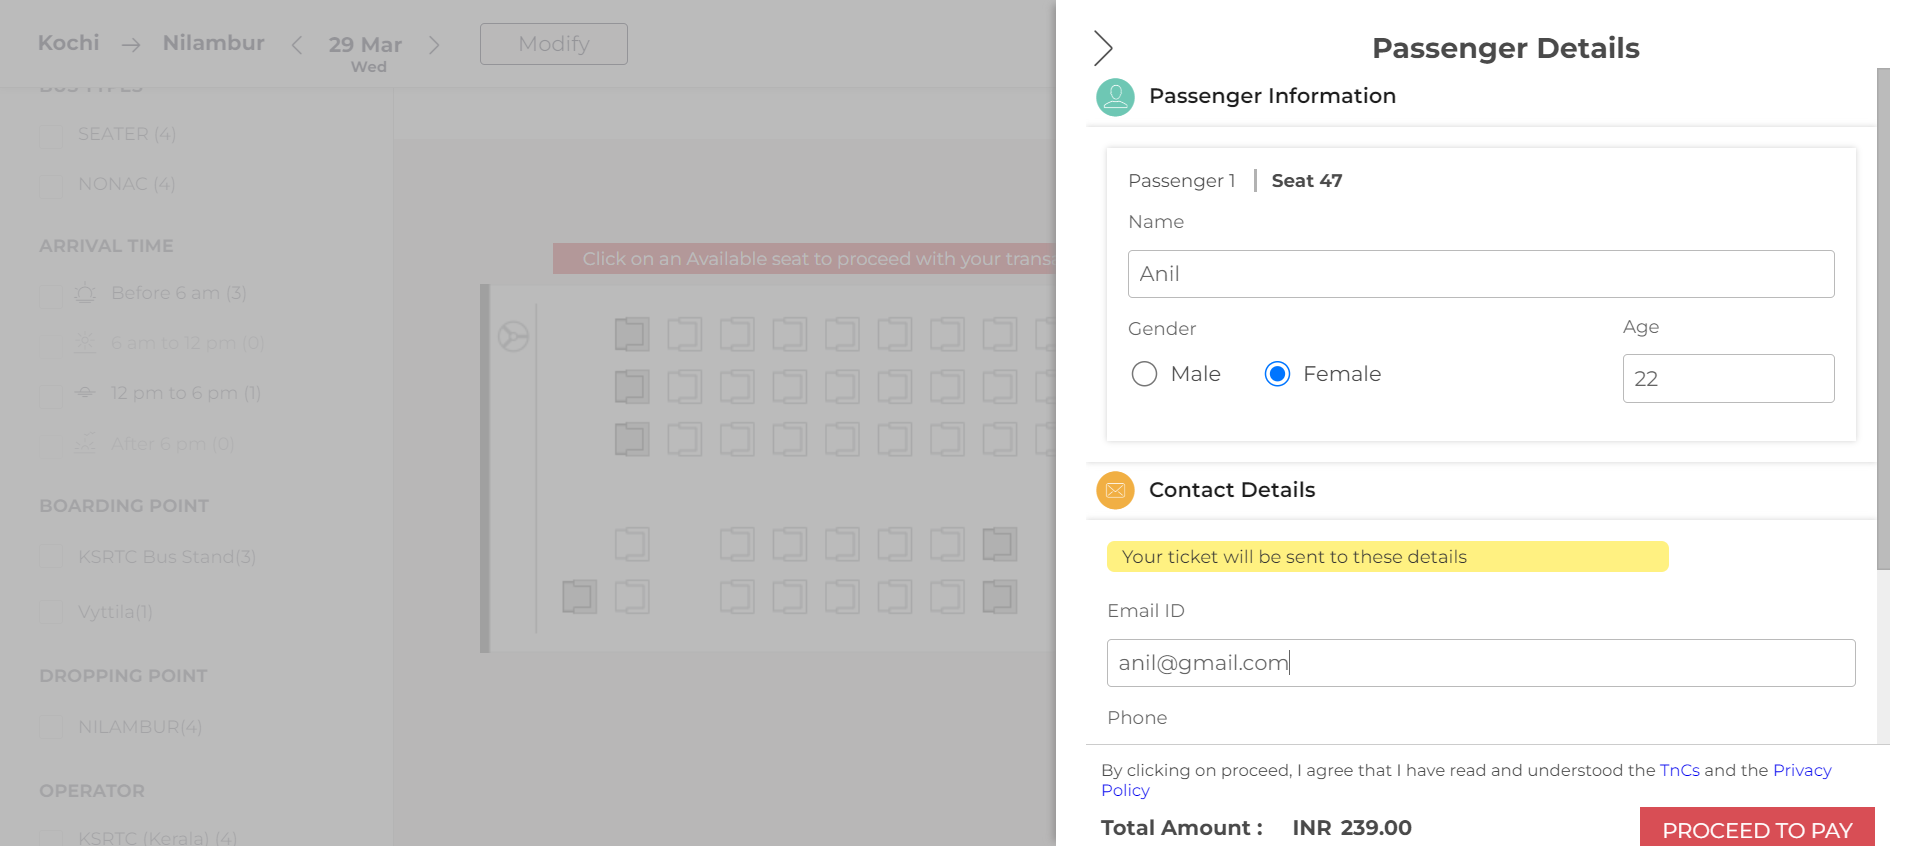 Kochi → Nilambur < 29 Mar > Modify
Wed
BUS TYPES
SEATER (4)
NONAC (4)
ARRIVAL TIME
Before 6 am (3)
6 am to 12 pm (0)
12 pm to 6 pm (1)
After 6 pm (0)
BOARDING POINT
KSRTC Bus Stand(3)
Vyttila(1)
DROPPING POINT
NILAMBUR(4)
OPERATOR
KSRTC (Kerala) (4)
Click on an Available seat to proceed with your transa
Passenger Details
Passenger Information
Passenger 1 | Seat 47
Name
Anil
Gender
Age
Male
Female
22
Contact Details
Your ticket will be sent to these details
Email ID
anil@gmail.com
Phone
By clicking on proceed, I agree that I have read and understood the TnCs and the Privacy
Policy
Total Amount : INR 239.00
PROCEED TO PAY